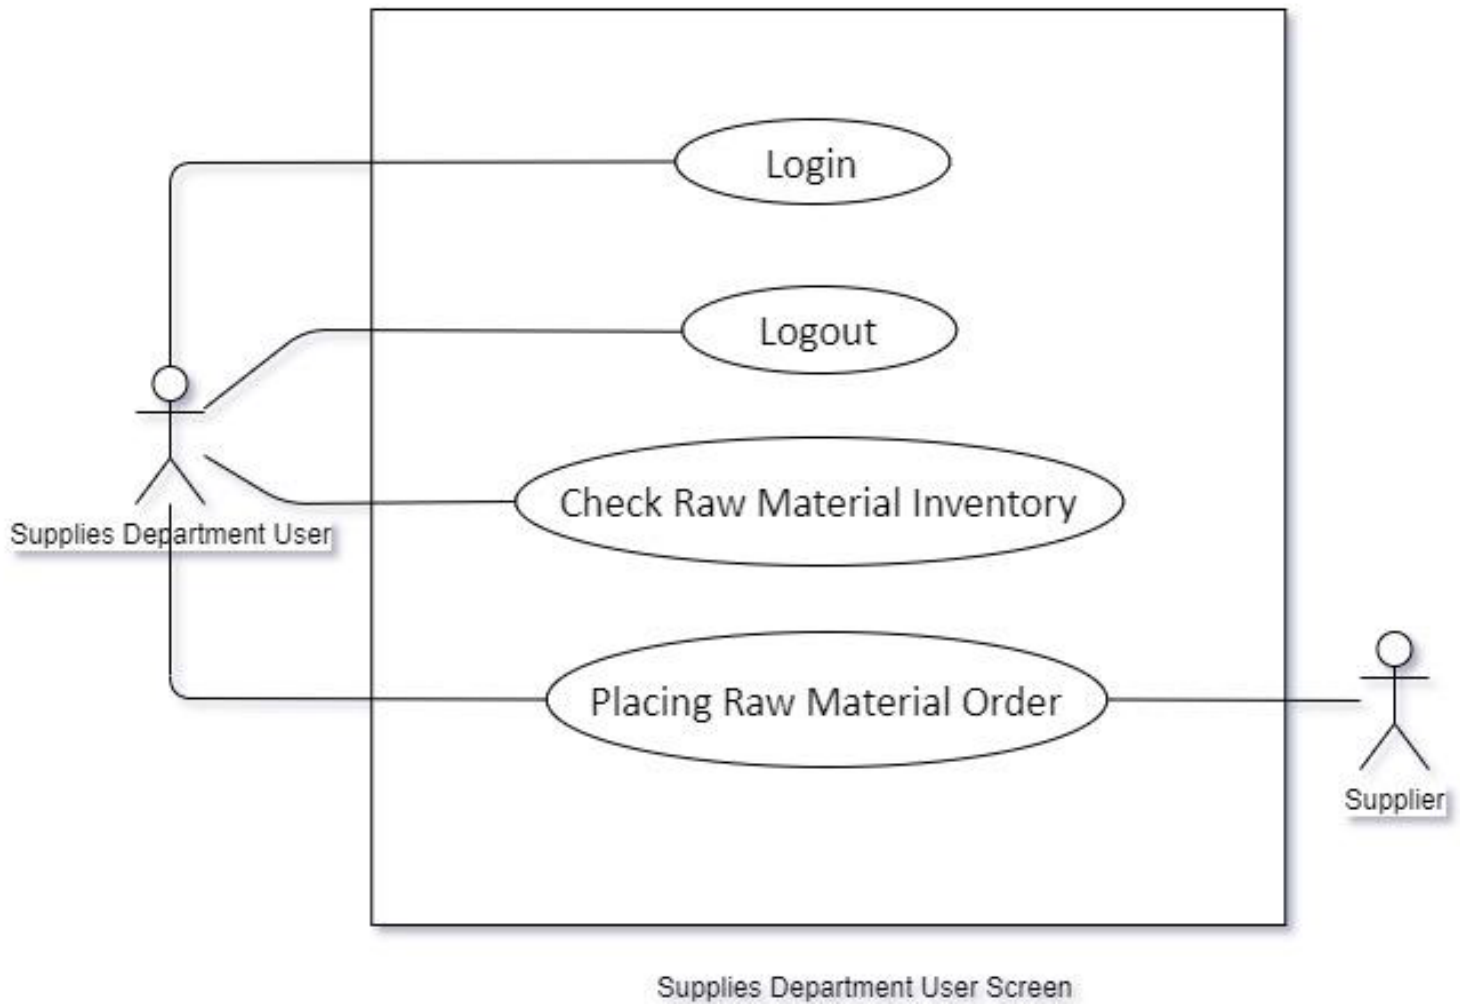 Login
Logout
Check Raw Material Inventory
Supplies Department User
Placing Raw Material Order
Supplier
Supplies Department User Screen